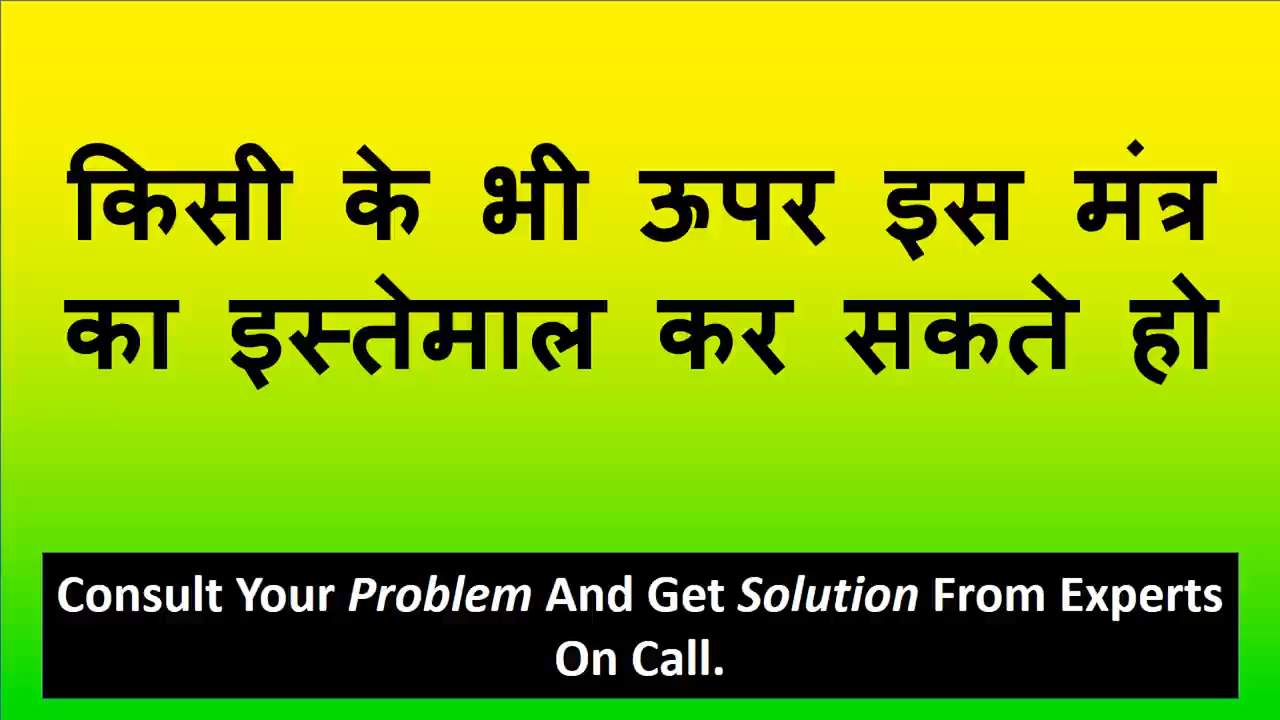 किसी के भी ऊपर इस मंत्र
का इस्तेमाल कर सकते हो
Consult Your Problem And Get Solution From Experts
On Call.